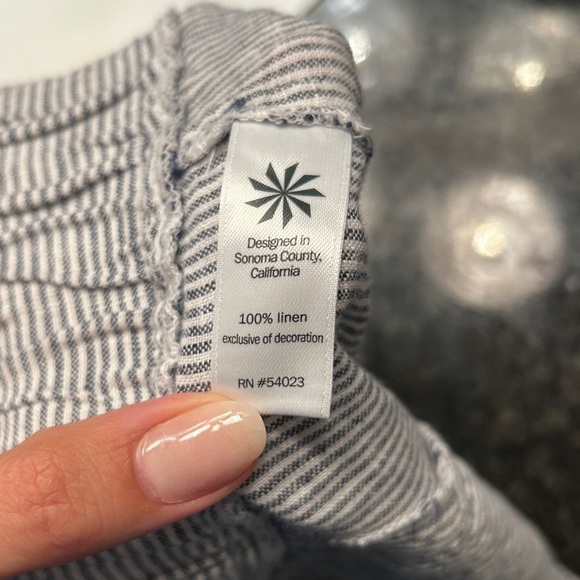 Designed in
Sonoma County,
California
100% linen
exclusive of decoration
RN #54023